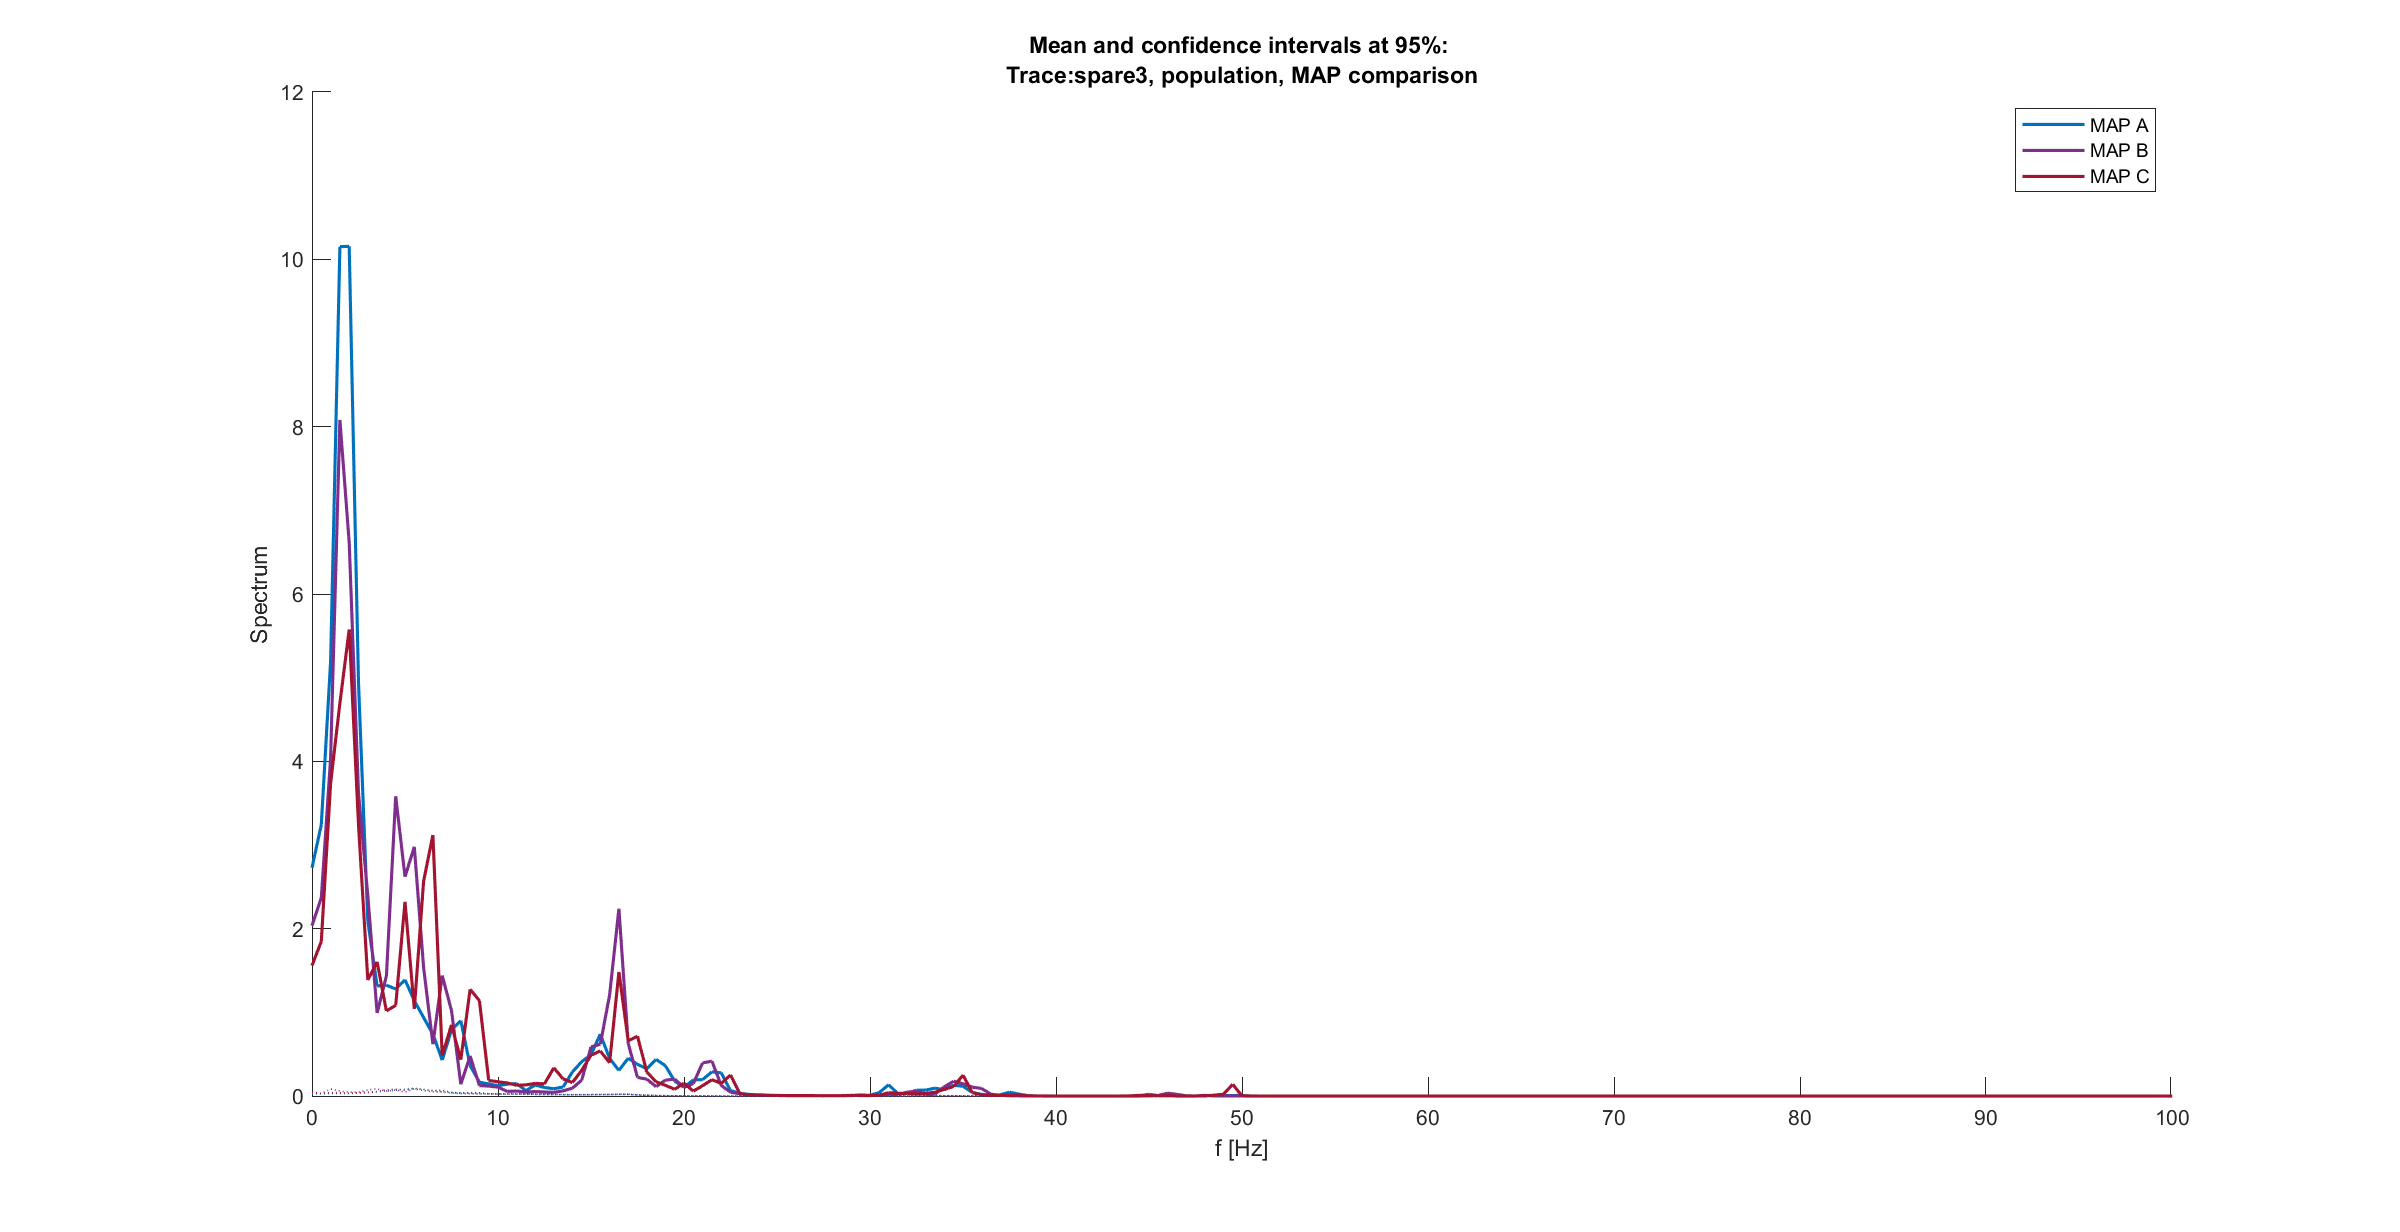 Mean and confidence intervals at 95%:
Trace:spare3, population, MAP comparison
MAP A
MAP B
MAP C
12
10
8
6
4
2
0
Spectrum
0 10 20 30 40 50 60 70 80 90 100
f [Hz]